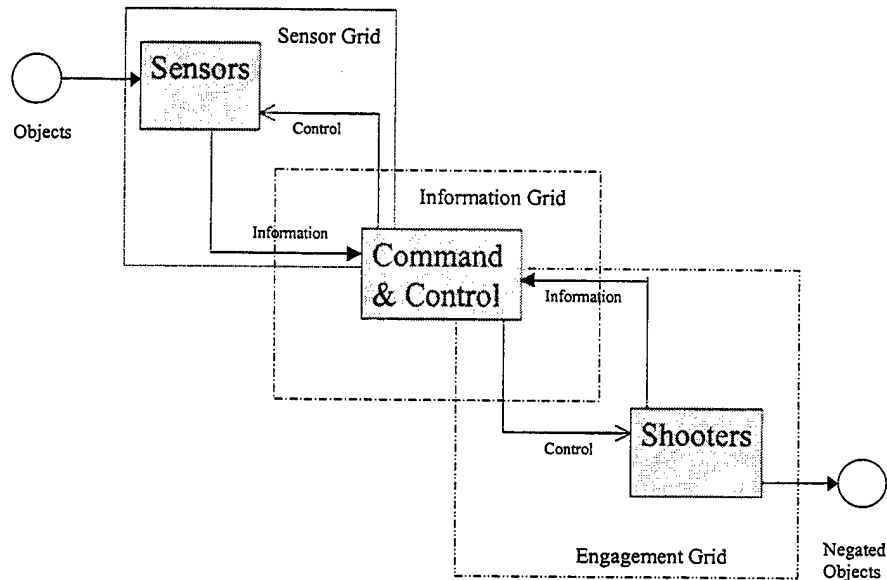 Sensor Grid
Sensors
Objects
Control
Information Grid
Information
Command
& Control
Information
Shooters
Control
Engagement Grid
Negated
Objects